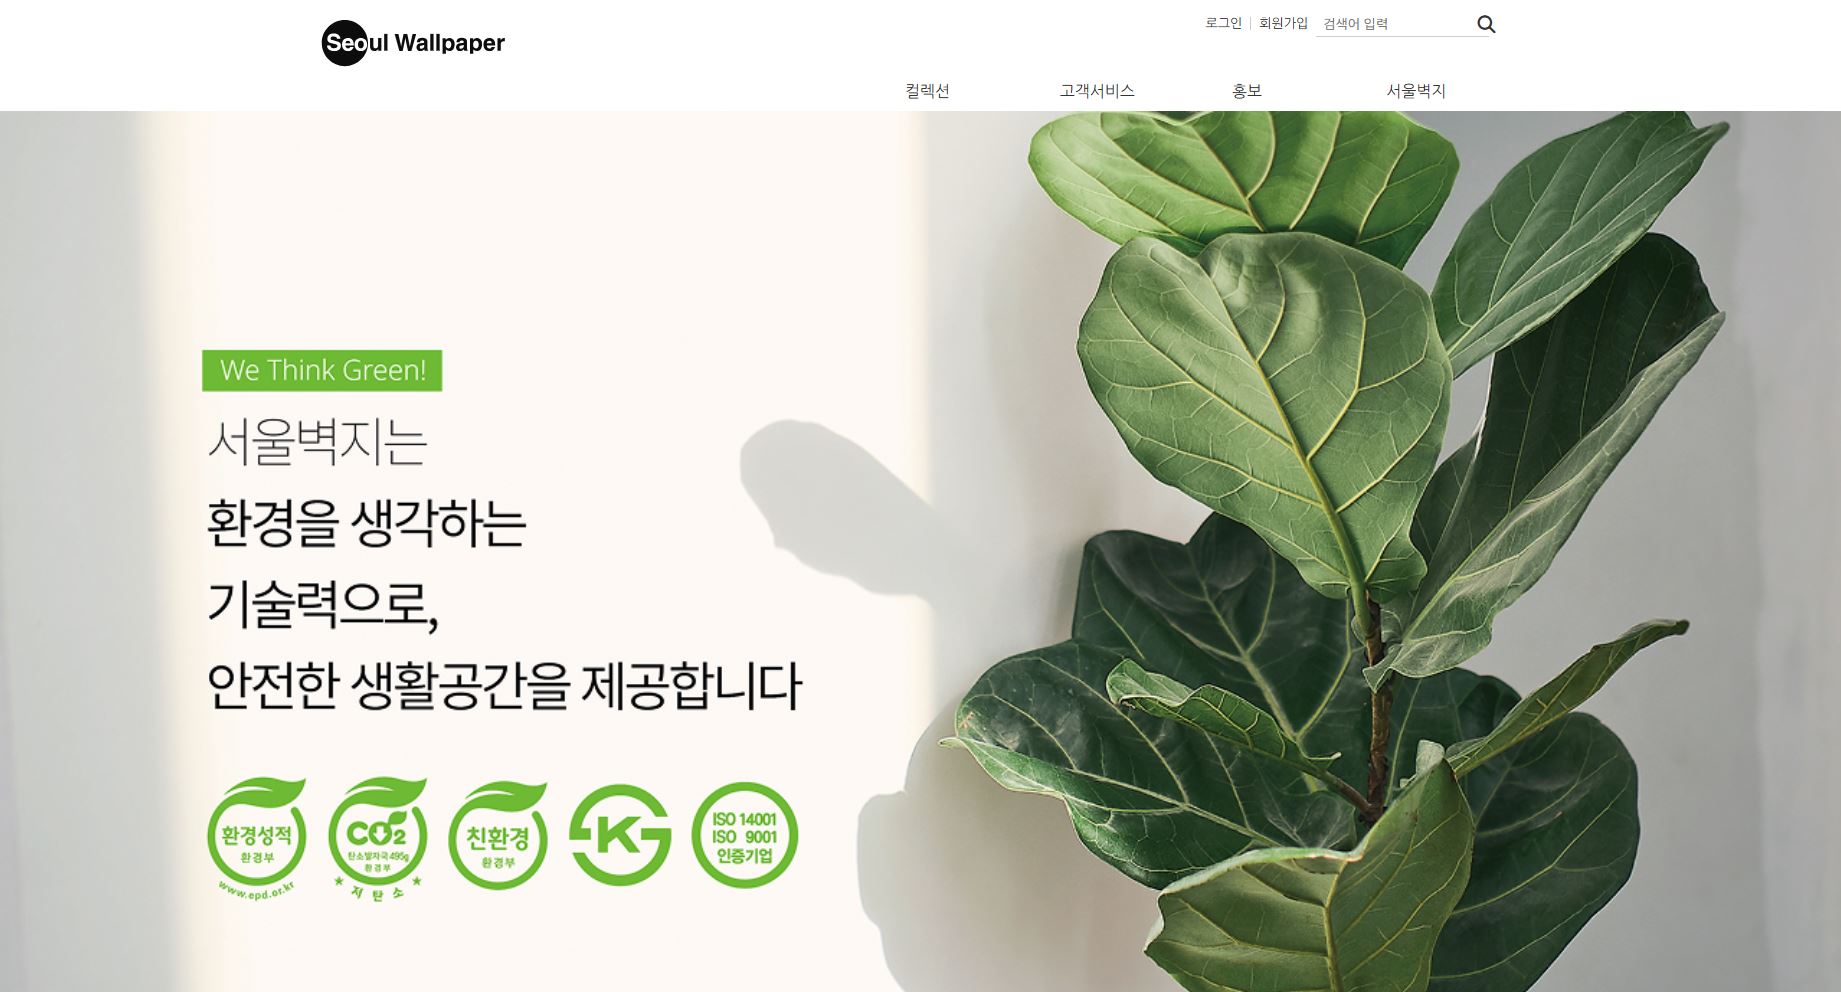 Seoul Wallpaper
로그인
회원가입
검색어 입력
컬렉션
고객서비스
홍보
서울벽지
We Think Green!
서울벽지는
환경을 생각하는
기술력으로,
안전한 생활공간을 제공합니다
환경성적
환경부
www.epd.or.kr
CO2
탄소발자국 495g
환경부
저탄소
친환경
환경부
K
ISO 14001
ISO 9001
인증기업